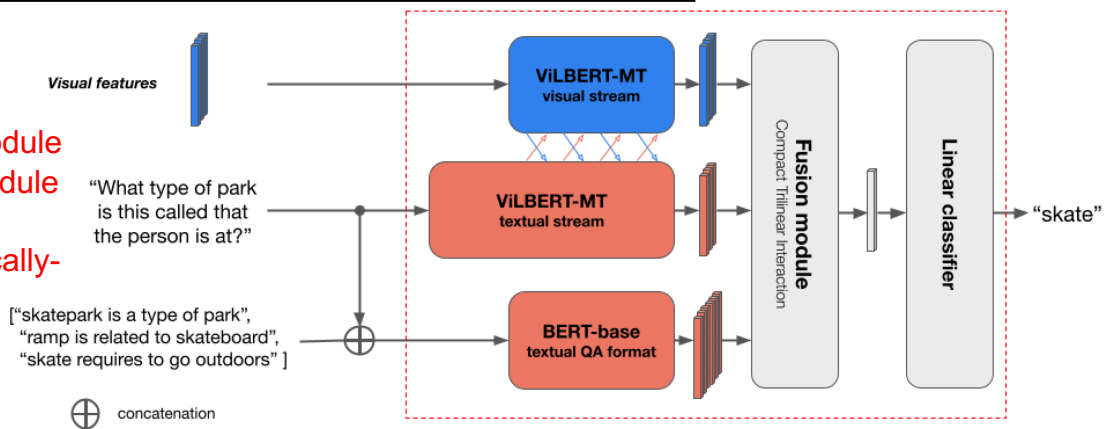 Visual features
ViLBERT-MT
visual stream
"What type of park
is this called that
the person is at?"
ViLBERT-MT
textual stream
["skatepark is a type of park",
"ramp is related to skateboard",
"skate requires to go outdoors" ]
BERT-base
textual QA format
Fusion module
Compact Trilinear Interaction
Linear classifier
"skate"
concatenation
odule
dule
cally-